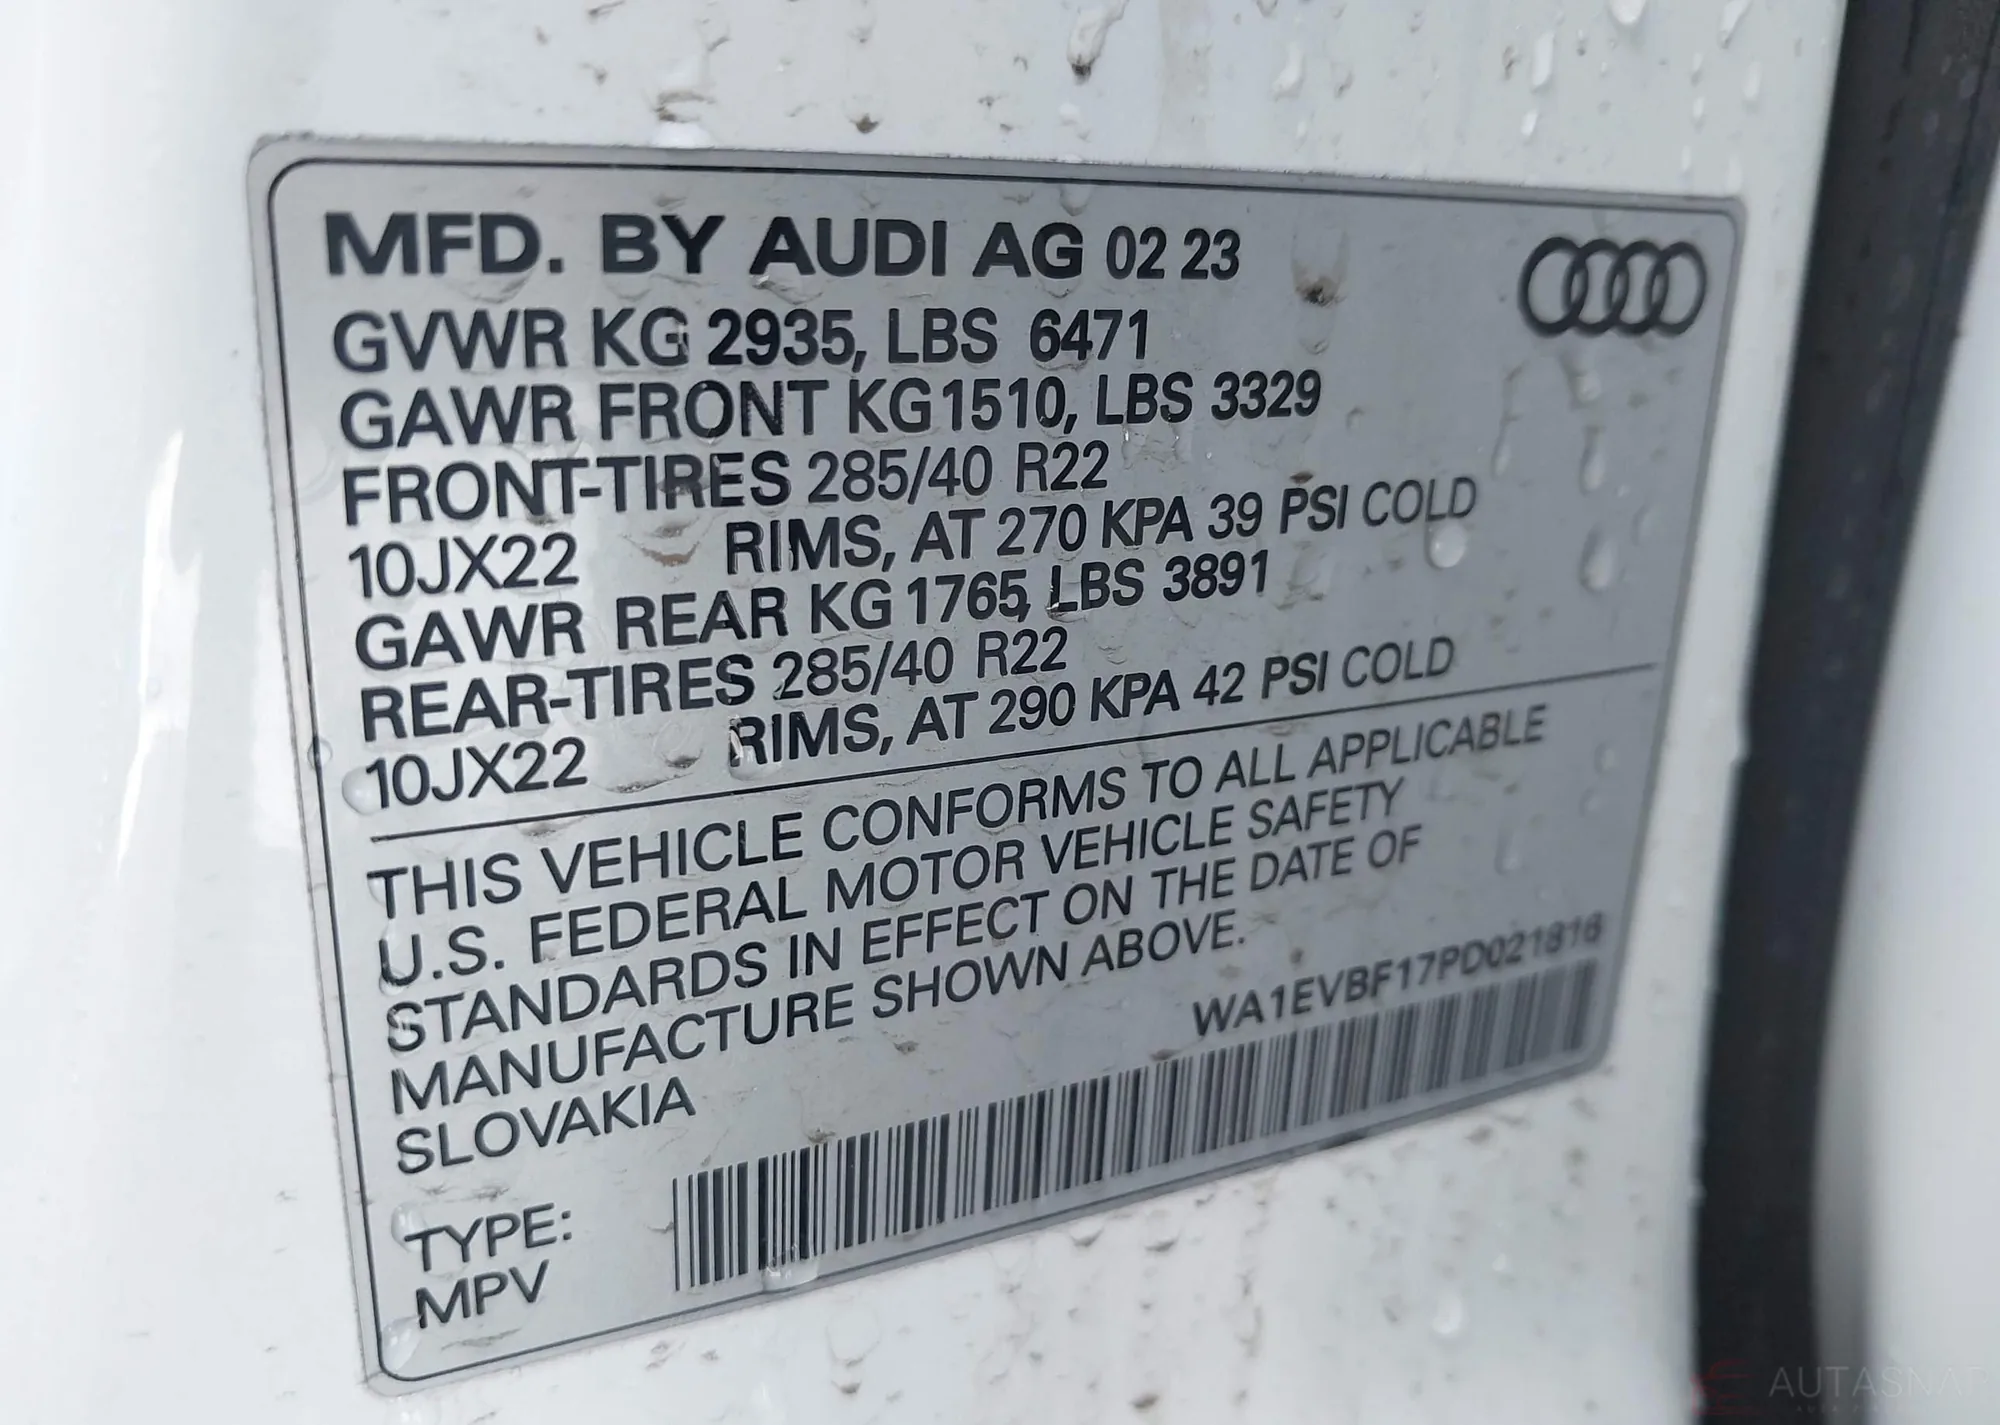 MFD. BY AUDI AG 02 23
GVWR KG 2935, LBS 6471
GAWR FRONT KG 1510, LBS 3329
FRONT-TIRES 285/40 R22
10JX22 RIMS, AT 270 KPA 39 PSI COLD
GAWR REAR KG 1765, LBS 3891
REAR-TIRES 285/40 R22
10JX22 RIMS, AT 290 KPA 42 PSI COLD
THIS VEHICLE CONFORMS TO ALL APPLICABLE
U.S. FEDERAL MOTOR VEHICLE SAFETY
STANDARDS IN EFFECT ON THE DATE OF
MANUFACTURE SHOWN ABOVE.
SLOVAKIA
WA1EVBF17PD021816
TYPE:
MPV
AUTASNAP